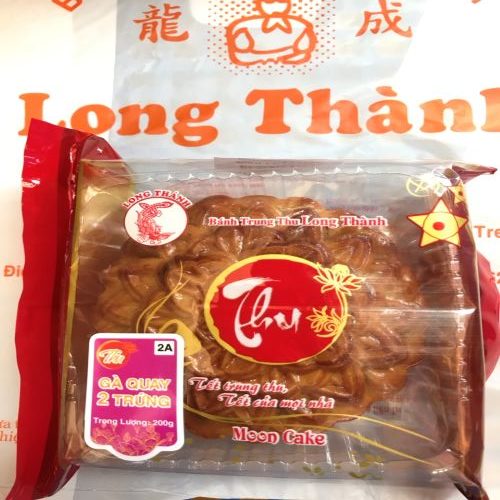 龍 成
Long Thành
LONG THÀNH
Bánh Trung Thu Long Thành
Thu
Tết trung thu,
Tết của mọi nhà
Moon Cake
Thu
2A
GÀ QUAY
2 TRỨNG
Trọng Lượng: 200g
Tre